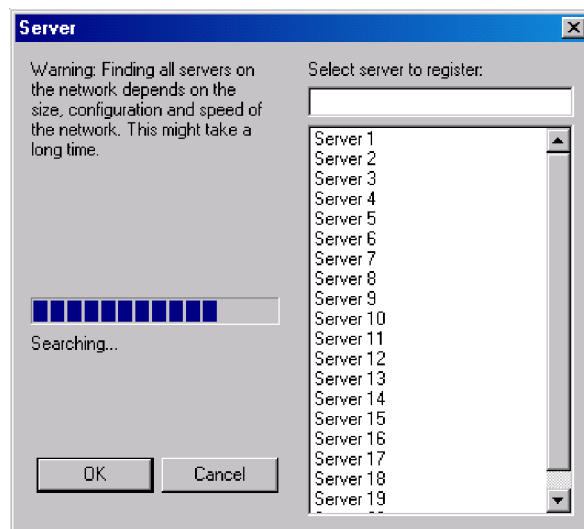 Server
Warning: Finding all servers on
the network depends on the
size, configuration and speed of
the network. This might take a
long time.
Searching...
OK
Cancel
Select server to register:
Server 1
Server 2
Server 3
Server 4
Server 5
Server 6
Server 7
Server 8
Server 9
Server 10
Server 11
Server 12
Server 13
Server 14
Server 15
Server 16
Server 17
Server 18
Server 19